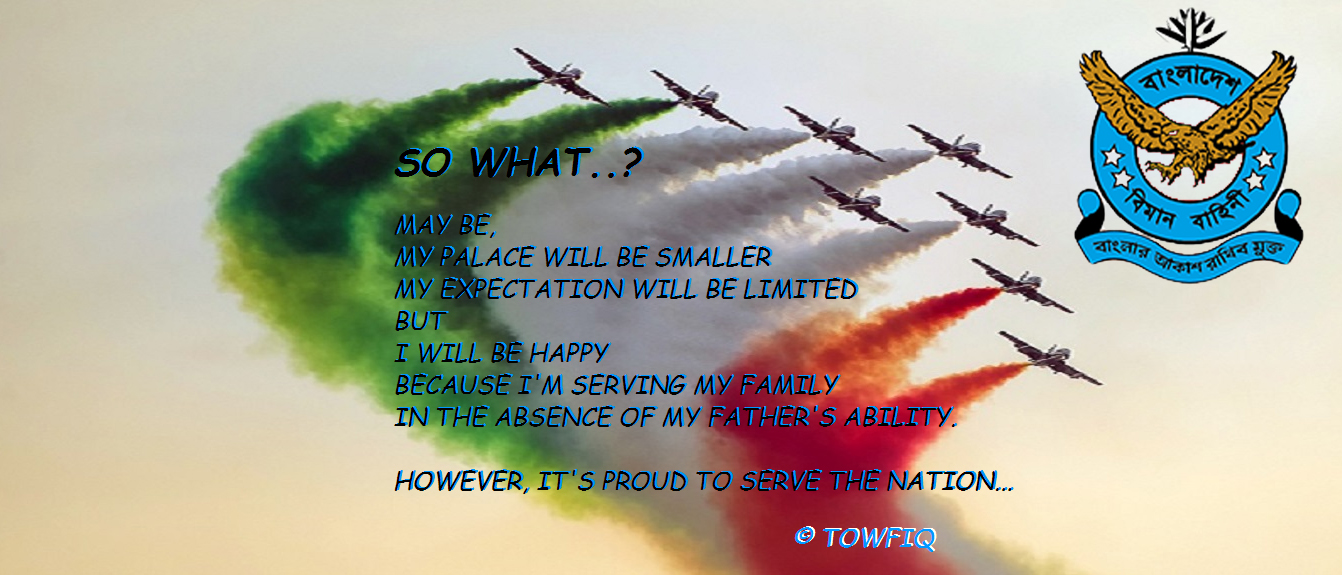 SO WHAT..?
MAY BE,
MY PALACE WILL BE SMALLER
MY EXPECTATION WILL BE LIMITED
BUT
I WILL BE HAPPY
BECAUSE I'M SERVING MY FAMILY
IN THE ABSENCE OF MY FATHER'S ABILITY.
HOWEVER, IT'S PROUD TO SERVE THE NATION...
© TOWFIQ
বাংলাদেশ
বিমান বাহিনী
বাংলার আকাশ রাখিব মুক্ত